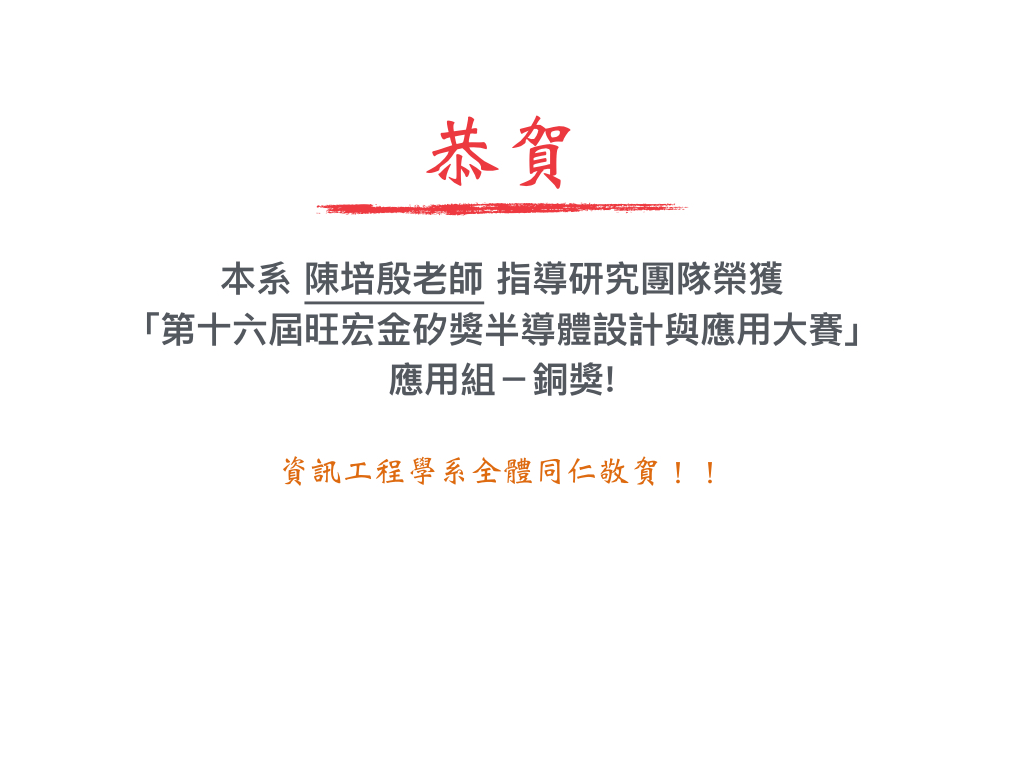 恭賀
本系 陳培殷老師 指導研究團隊榮獲
「第十六屆旺宏金矽獎半導體設計與應用大賽」
應用組－銅獎!
資訊工程學系全體同仁敬賀！！